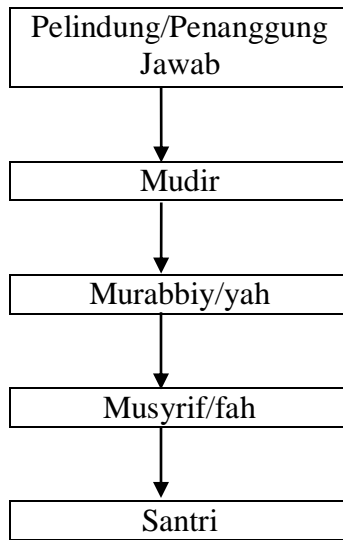 Pelindung/Penanggung
Jawab
Mudir
Murabbiy/yah
Musyrif/fah
Santri